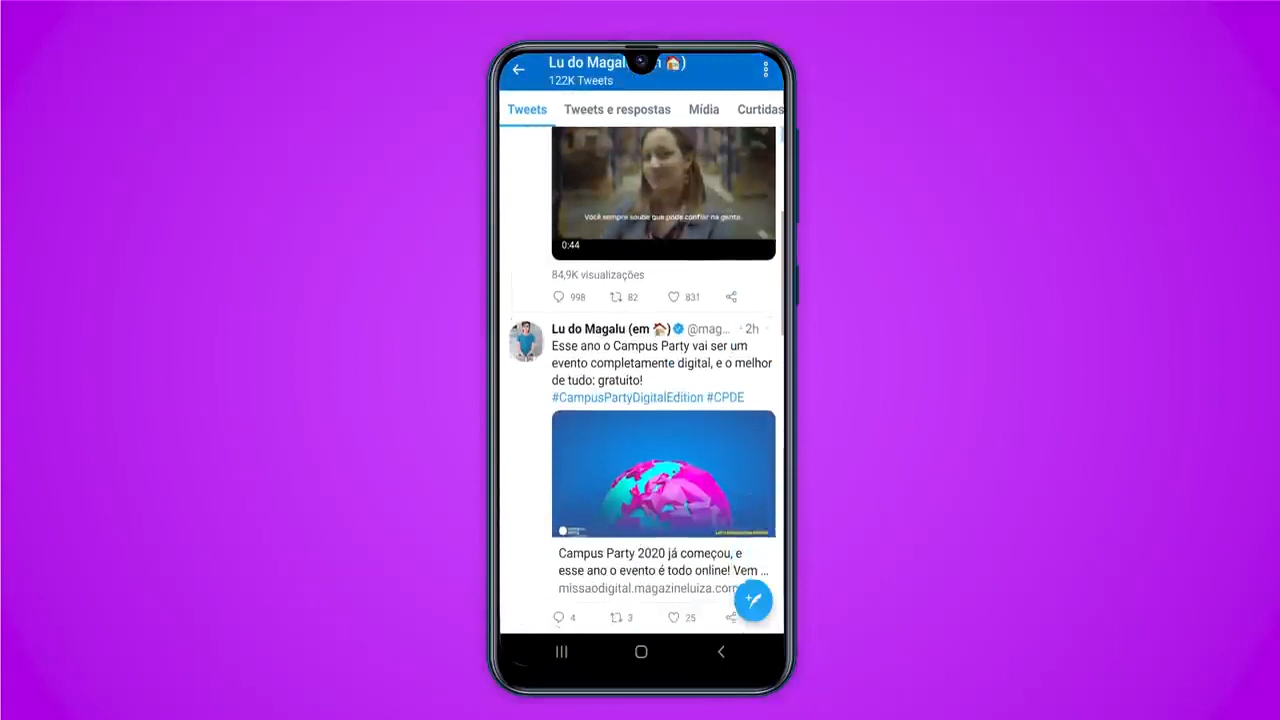 Lu do Magal m 🏠)
122K Tweets
Tweets Tweets e respostas Mídia Curtidas
Você sempre soube que pode confiar na gente.
0:44
84,9K visualizações
998 82 831
Lu do Magalu (em 🏠) @mag... · 2h
Esse ano o Campus Party vai ser um
evento completamente digital, e o melhor
de tudo: gratuito!
#CampusPartyDigitalEdition #CPDE
Campus Party 2020 já começou, e
esse ano o evento é todo online! Vem ...
missaodigital.magazineluiza.com
4 3 25